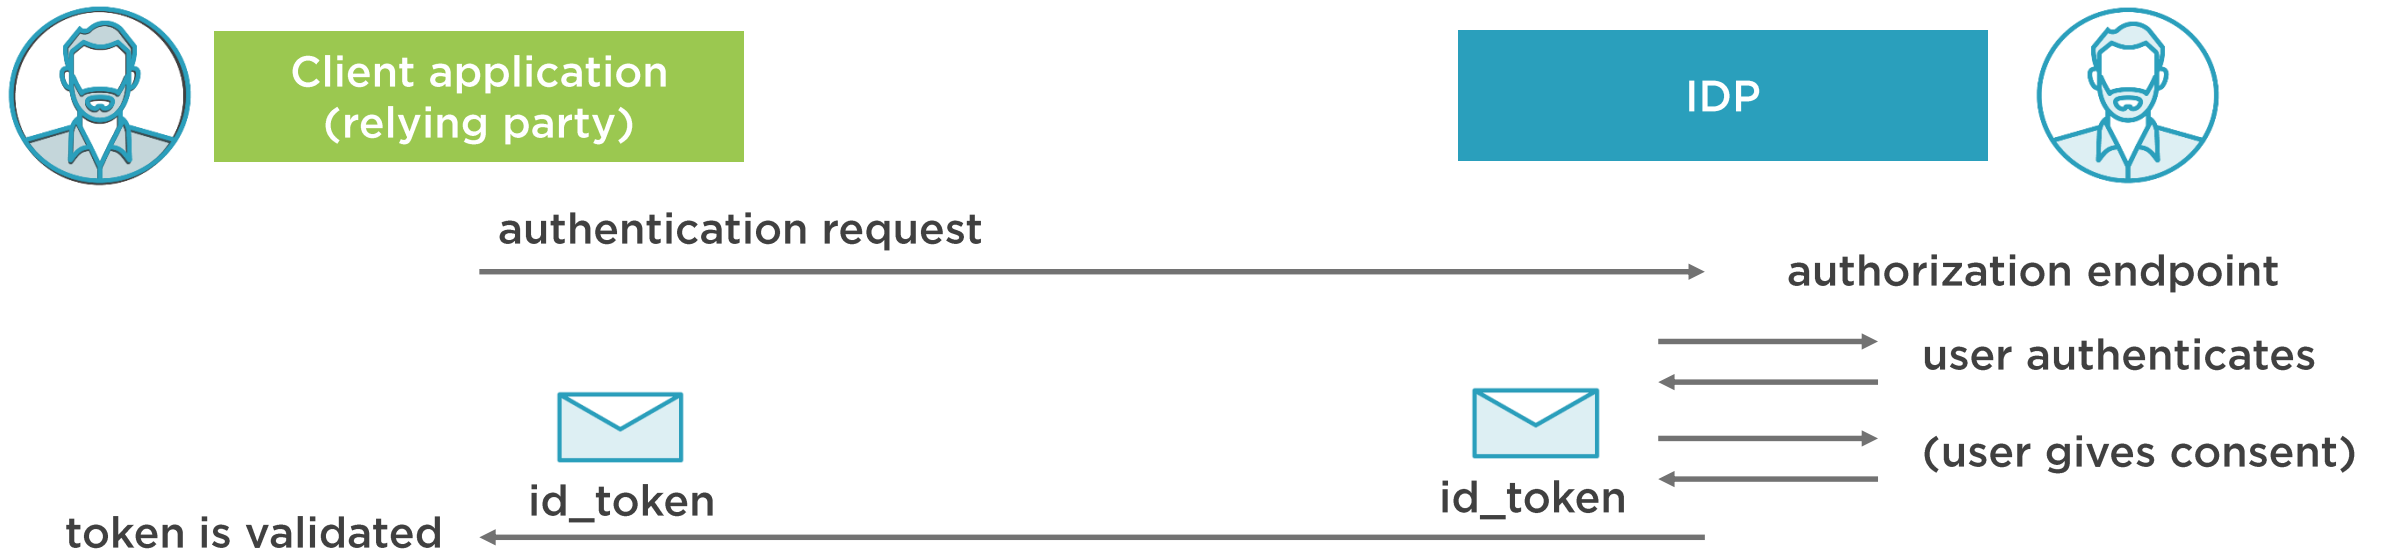 Client application
(relying party)
IDP
authentication request
authorization endpoint
user authenticates
(user gives consent)
id_token
id_token
token is validated